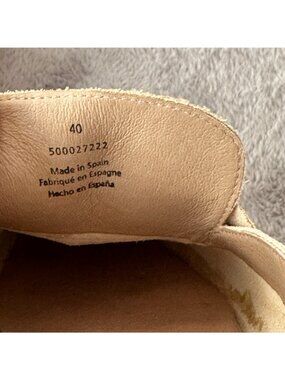 40
500027222
Made in Spain
Fabriqué en Espagne
Hecho en España